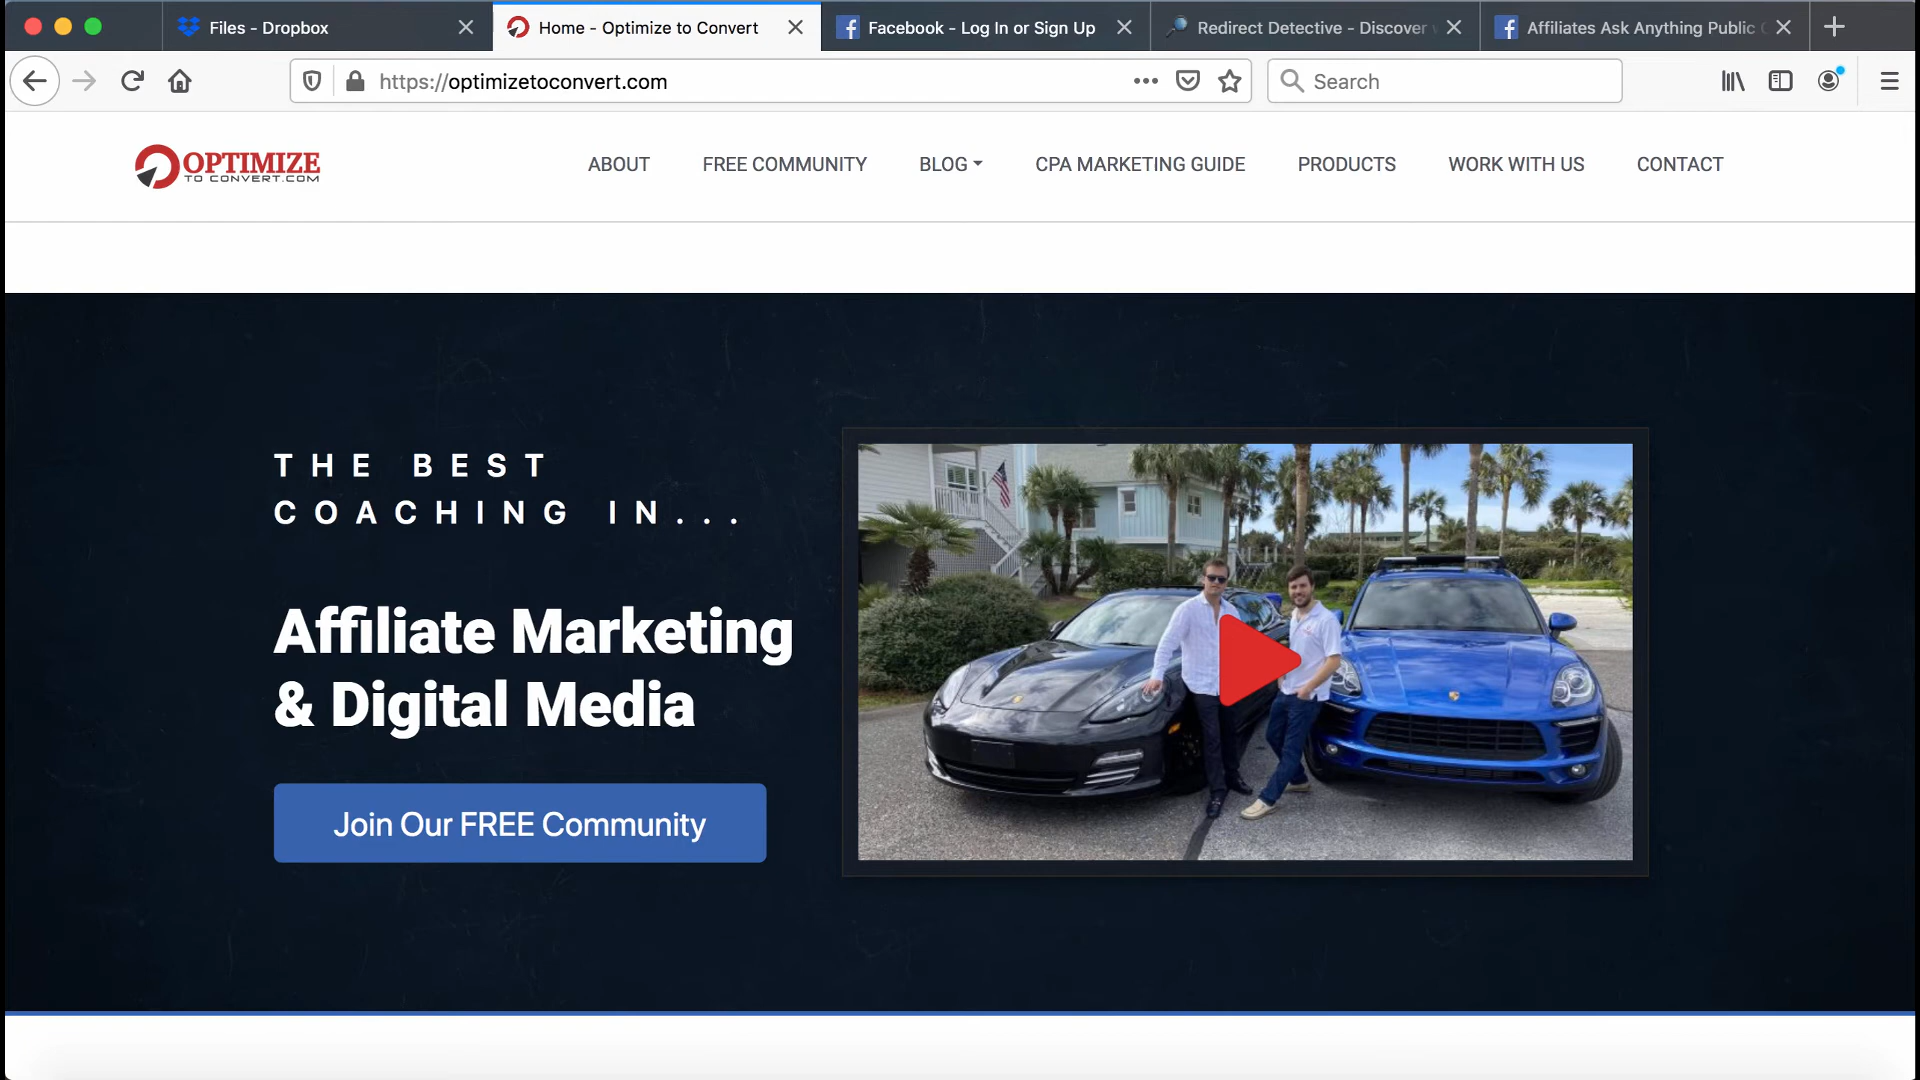 Files - Dropbox
Home - Optimize to Convert
Facebook - Log In or Sign Up
Redirect Detective - Discover
Affiliates Ask Anything Public
https://optimizetoconvert.com
Search
OPTIMIZE
TO CONVERT.COM
ABOUT
FREE COMMUNITY
BLOG
CPA MARKETING GUIDE
PRODUCTS
WORK WITH US
CONTACT
THE BEST
COACHING IN...
Affiliate Marketing
& Digital Media
Join Our FREE Community